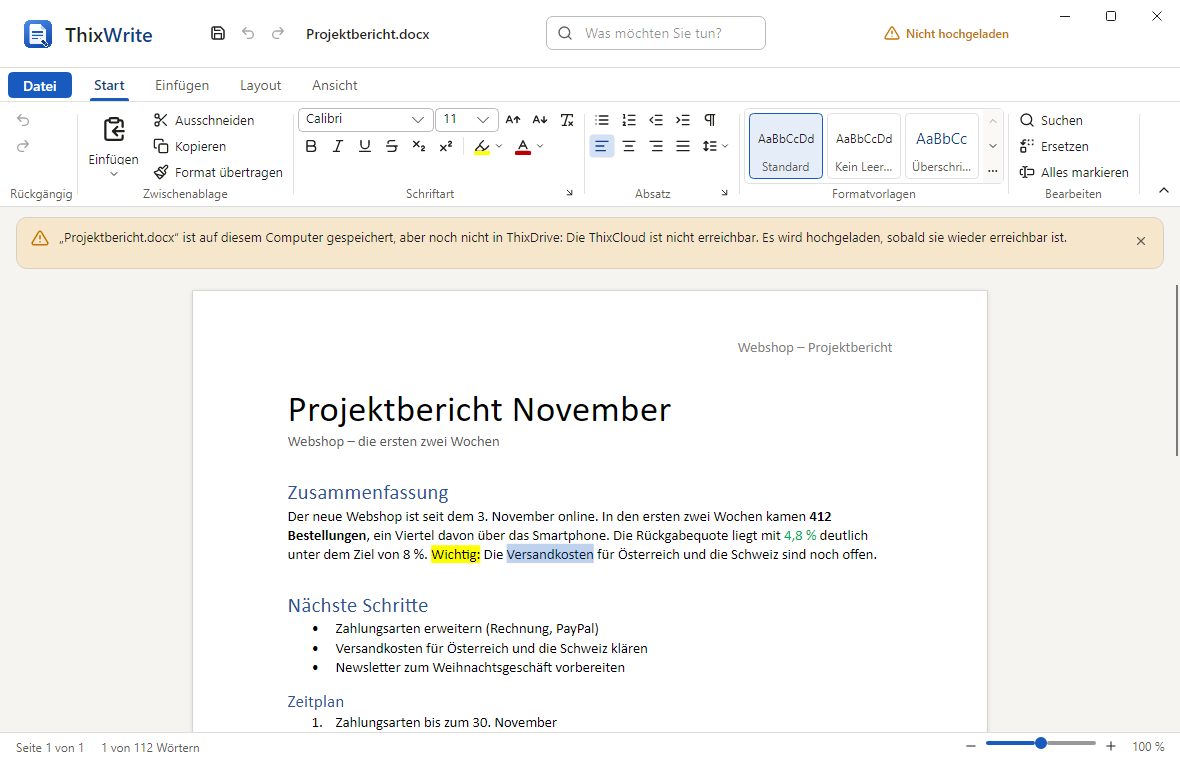 ThixWrite
Projektbericht.docx
Was möchten Sie tun?
Nicht hochgeladen
Datei
Start
Einfügen
Layout
Ansicht
Einfügen
Ausschneiden
Kopieren
Format übertragen
Calibri
11
AaBbCcDd
Standard
AaBbCcDd
Kein Leer...
AaBbCc
Überschri...
Suchen
Ersetzen
Alles markieren
Rückgängig
Zwischenablage
Schriftart
Absatz
Formatvorlagen
Bearbeiten
„Projektbericht.docx“ ist auf diesem Computer gespeichert, aber noch nicht in ThixDrive: Die ThixCloud ist nicht erreichbar. Es wird hochgeladen, sobald sie wieder erreichbar ist.
Webshop – Projektbericht
Projektbericht November
Webshop – die ersten zwei Wochen
Zusammenfassung
Der neue Webshop ist seit dem 3. November online. In den ersten zwei Wochen kamen 412
Bestellungen, ein Viertel davon über das Smartphone. Die Rückgabequote liegt mit 4,8 % deutlich
unter dem Ziel von 8 %. Wichtig: Die Versandkosten für Österreich und die Schweiz sind noch offen.
Nächste Schritte
• Zahlungsarten erweitern (Rechnung, PayPal)
• Versandkosten für Österreich und die Schweiz klären
• Newsletter zum Weihnachtsgeschäft vorbereiten
Zeitplan
1. Zahlungsarten bis zum 30. November
Seite 1 von 1
1 von 112 Wörtern
100 %